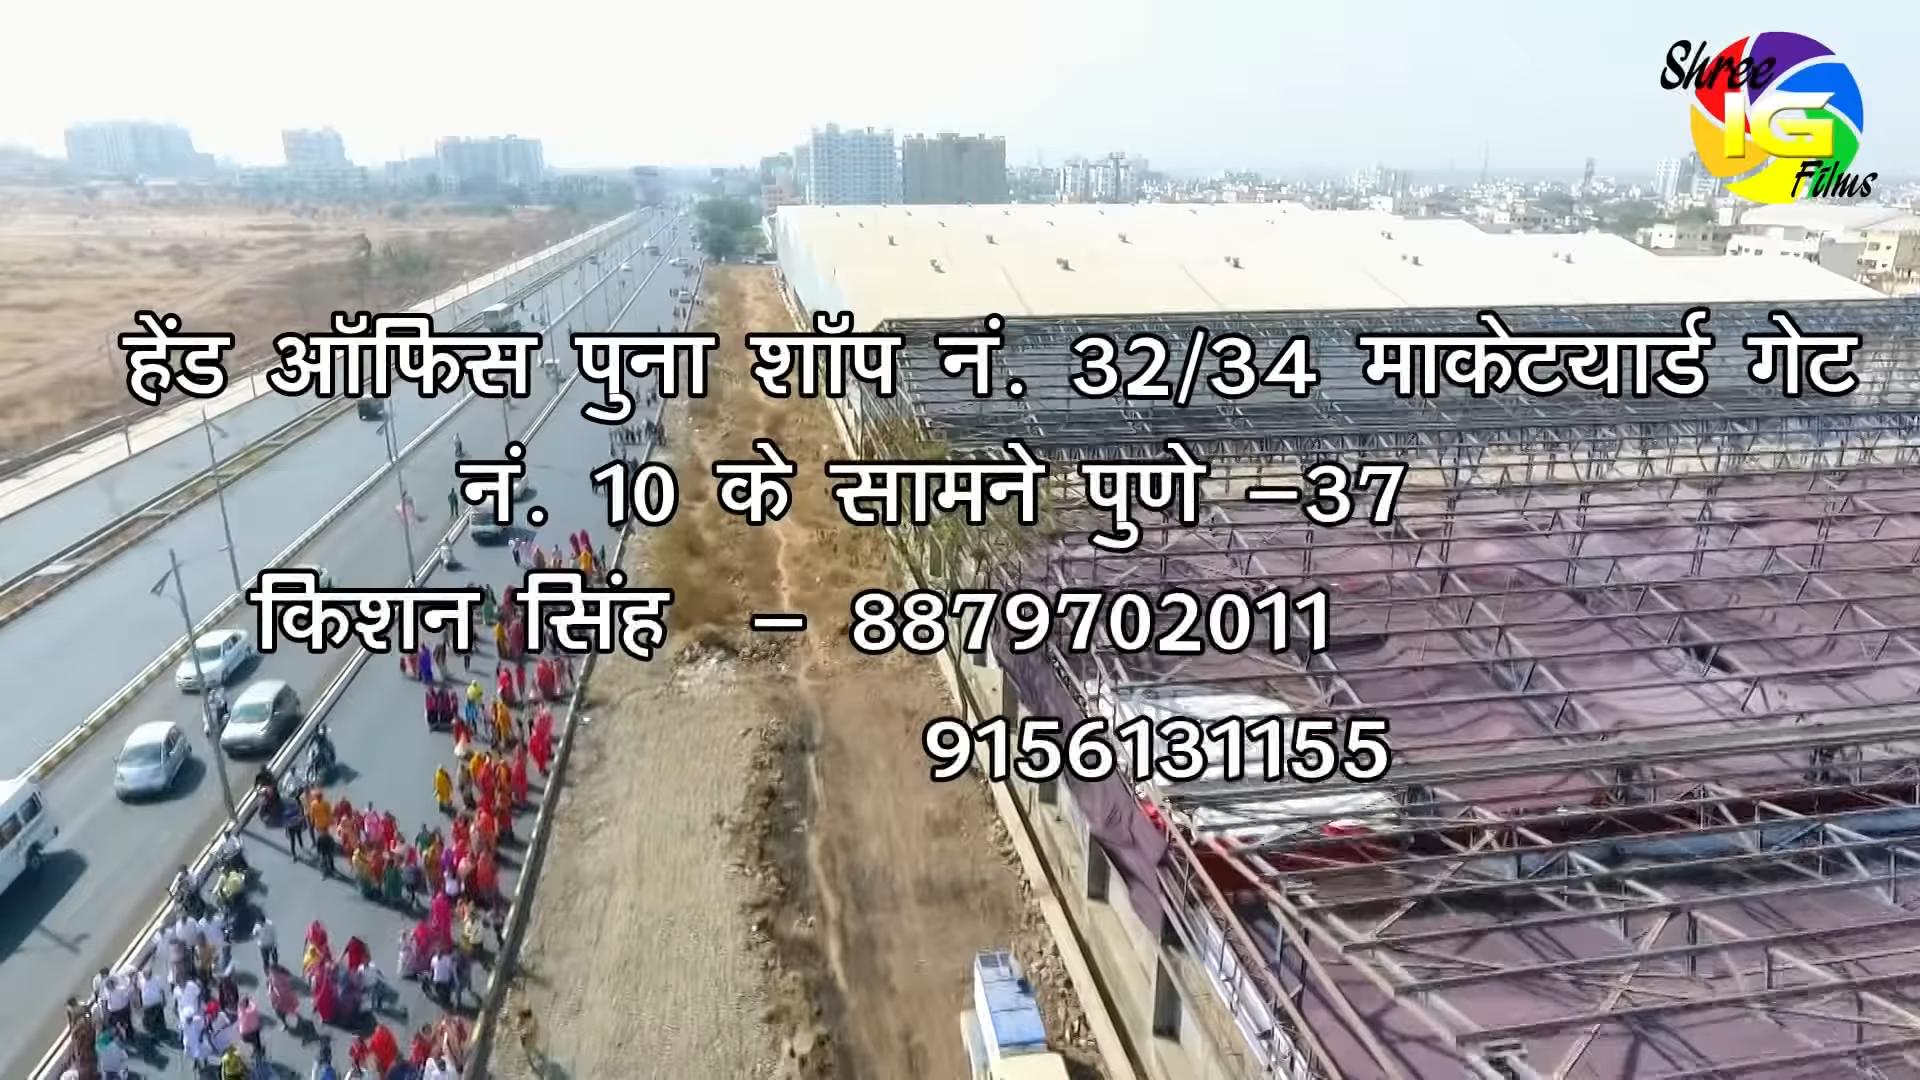 Shree
IG
Films
हेंड ऑफिस पुना शॉप नं. 32/34 माकेटयार्ड गेट
नं. 10 के सामने पुणे -37
किशन सिंह - 8879702011
9156131155